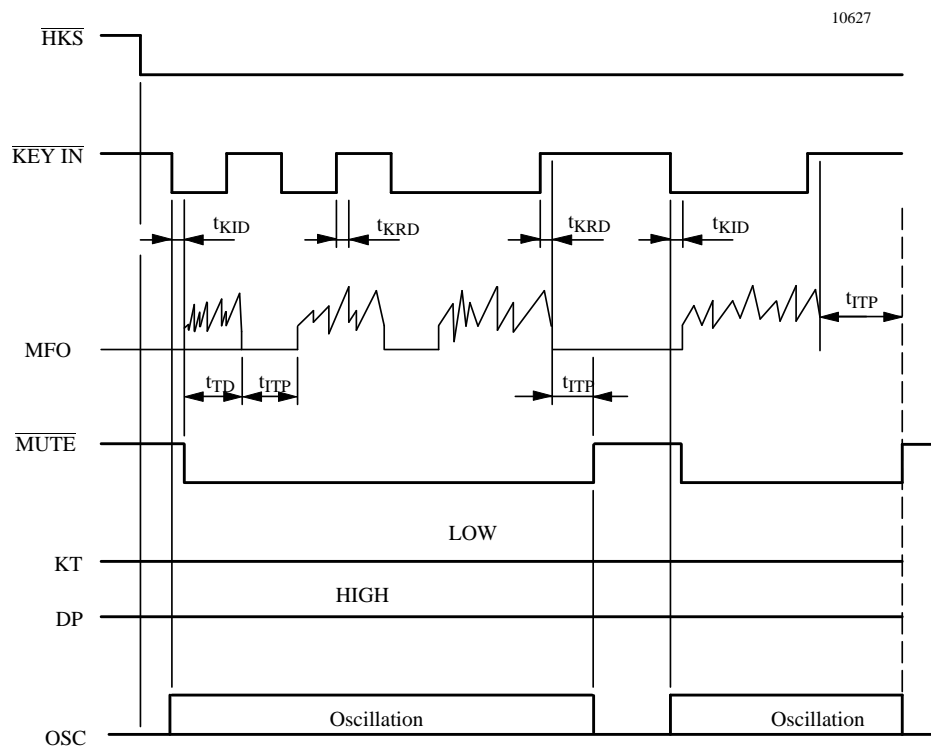 10627
HKS
KEY IN
tKID
tKRD
tKRD
tKID
tITP
MFO
tTD
tITP
tITP
MUTE
LOW
KT
HIGH
DP
Oscillation
Oscillation
OSC